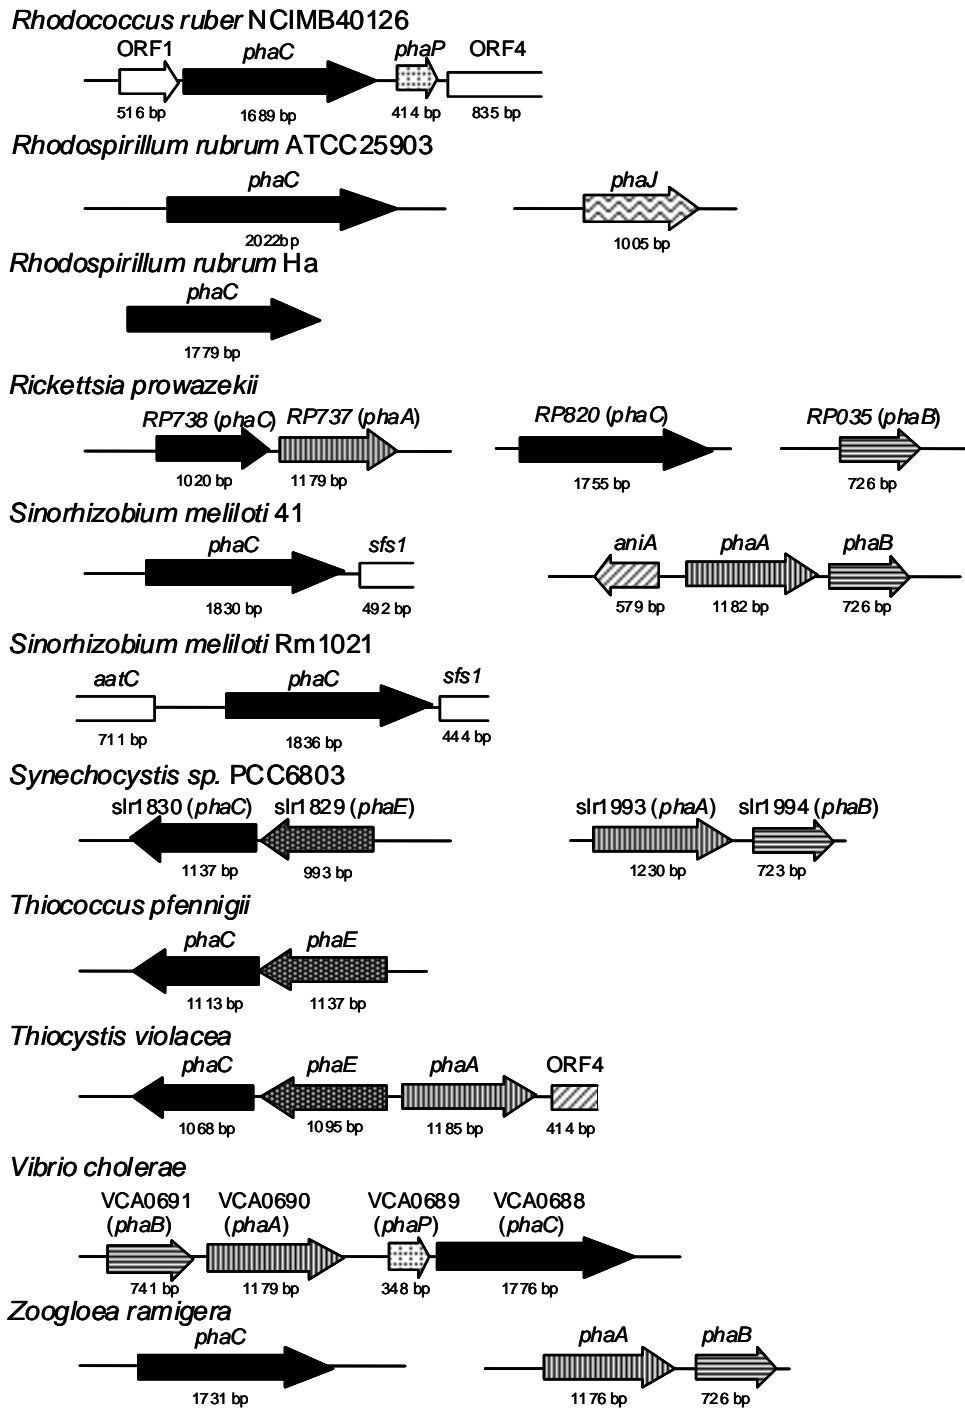 Rhodococcus ruber NCIMB40126
ORF1 phaC phaP ORF4
516 bp 1689 bp 414 bp 835 bp
Rhodospirillum rubrum ATCC25903
phaC phaJ
2022bp 1005 bp
Rhodospirillum rubrum Ha
phaC
1779 bp
Rickettsia prowazekii
RP738 (phaC) RP737 (phaA) RP820 (phaC) RP035 (phaB)
1020 bp 1179 bp 1755 bp 726 bp
Sinorhizobium meliloti 41
phaC sfs1 aniA phaA phaB
1830 bp 492 bp 579 bp 1182 bp 726 bp
Sinorhizobium meliloti Rm1021
aatC phaC sfs1
711 bp 1836 bp 444 bp
Synechocystis sp. PCC6803
slr1830 (phaC) slr1829 (phaE) slr1993 (phaA) slr1994 (phaB)
1137 bp 993 bp 1230 bp 723 bp
Thiococcus pfennigii
phaC phaE
1113 bp 1137 bp
Thiocystis violacea
phaC phaE phaA ORF4
1068 bp 1095 bp 1185 bp 414 bp
Vibrio cholerae
VCA0691 VCA0690 VCA0689 VCA0688
(phaB) (phaA) (phaP) (phaC)
741 bp 1179 bp 348 bp 1776 bp
Zoogloea ramigera
phaC phaA phaB
1731 bp 1176 bp 726 bp